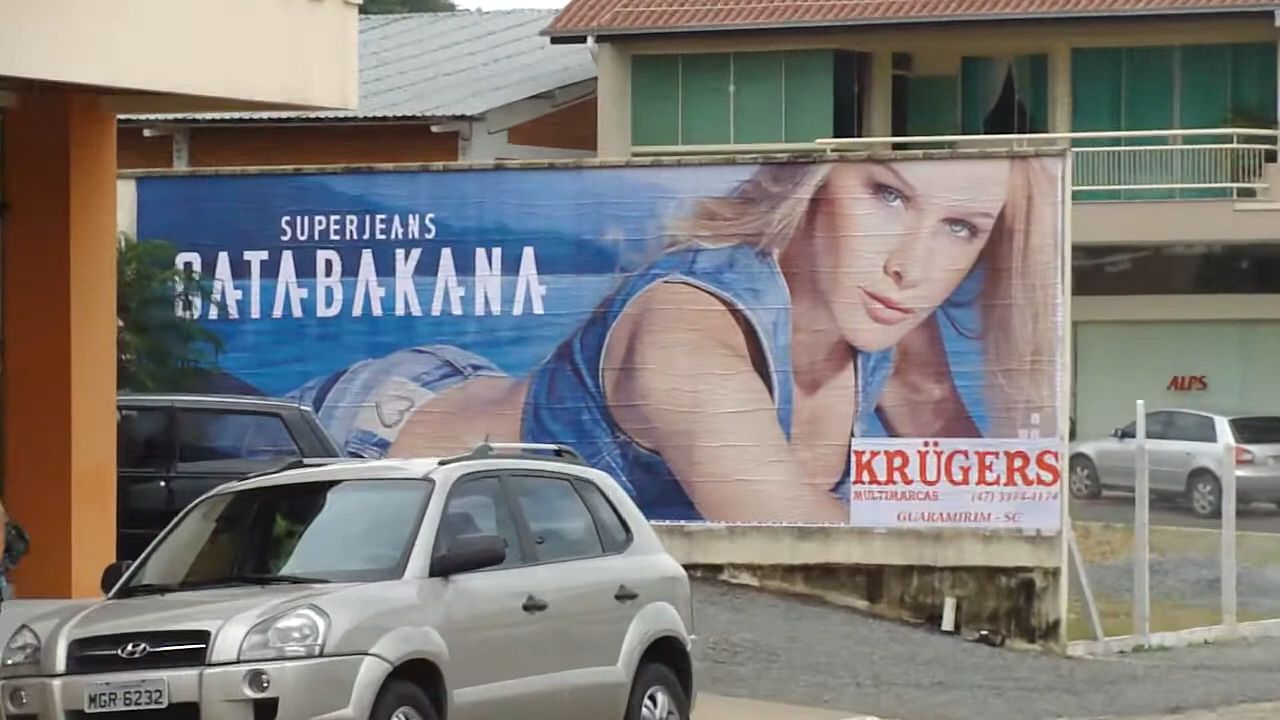 SUPERJEANS
CATABAKANA
KRÜGERS
MULTIMARCAS
GUARAMIRIM - SC
ALPS
MGR-6232